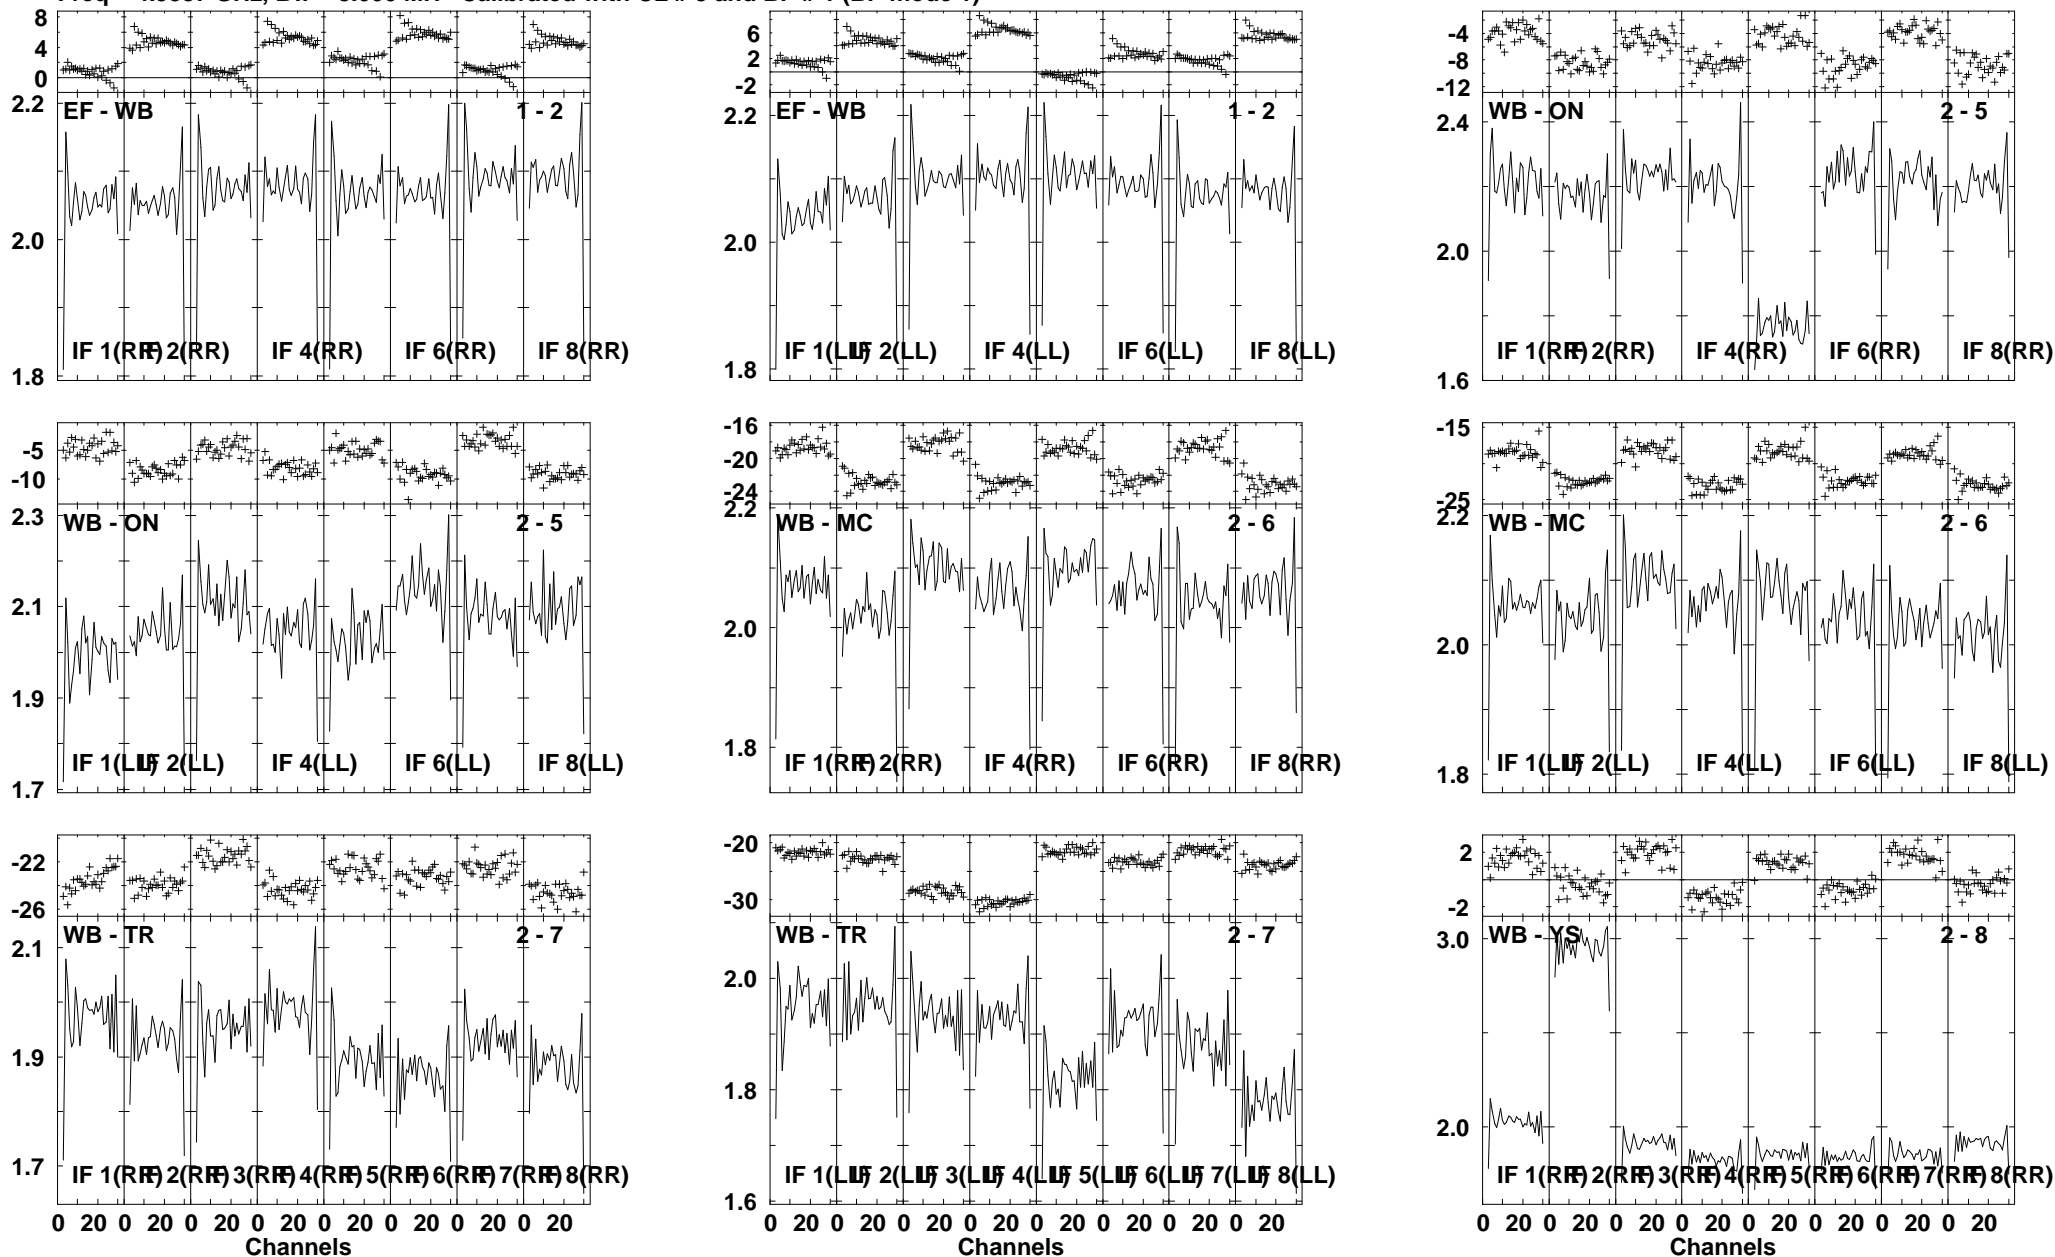 8 6 -4
4 2 -8
0 -2 -12
2.2 EF - WB 1 - 2 2.2 EF - WB 1 - 2 WB - ON 2 - 5
2.4
2.0 2.0 2.0
IF 1(RR) IF 2(RR) IF 4(RR) IF 6(RR) IF 8(RR) IF 1(LL) IF 2(LL) IF 4(LL) IF 6(LL) IF 8(LL) IF 1(RR) IF 2(RR) IF 4(RR) IF 6(RR) IF 8(RR)
1.8 1.8 1.6
-16 -15
-5 -20
-10 -24 -25
2.3 2.2 2.2
WB - ON 2 - 5 WB - MC 2 - 6 WB - MC 2 - 6
2.1 2.0 2.0
1.9
IF 1(LL) IF 2(LL) IF 4(LL) IF 6(LL) IF 8(LL) IF 1(RR) IF 2(RR) IF 4(RR) IF 6(RR) IF 8(RR) IF 1(LL) IF 2(LL) IF 4(LL) IF 6(LL) IF 8(LL)
1.7 1.8 1.8
-22 -20 2
-26 -30 -2
WB - TR 2 - 7 WB - TR 2 - 7 WB - YS 2 - 8
2.1 2.0 3.0
1.9 1.8 2.0
1.7 IF 1(RR) IF 2(RR) IF 3(RR) IF 4(RR) IF 5(RR) IF 6(RR) IF 7(RR) IF 8(RR) IF 1(LL) IF 2(LL) IF 3(LL) IF 4(LL) IF 5(LL) IF 6(LL) IF 7(LL) IF 8(LL) IF 1(RR) IF 2(RR) IF 3(RR) IF 4(RR) IF 5(RR) IF 6(RR) IF 7(RR) IF 8(RR)
1.6
0 20 0 20 0 20 0 20 0 20 0 20 0 20 0 20 0 20 0 20 0 20 0 20 0 20 0 20 0 20 0 20 0 20 0 20 0 20 0 20 0 20 0 20 0 20 0 20
Channels Channels Channels